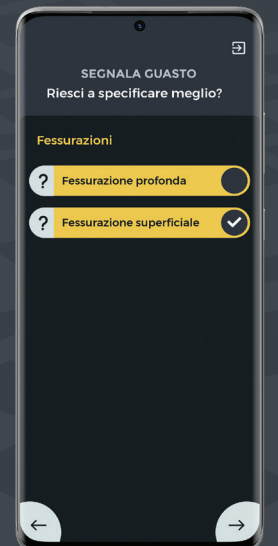 SEGNALA GUASTO
Riesci a specificare meglio?
Fessurazioni
? Fessurazione profonda
? Fessurazione superficiale